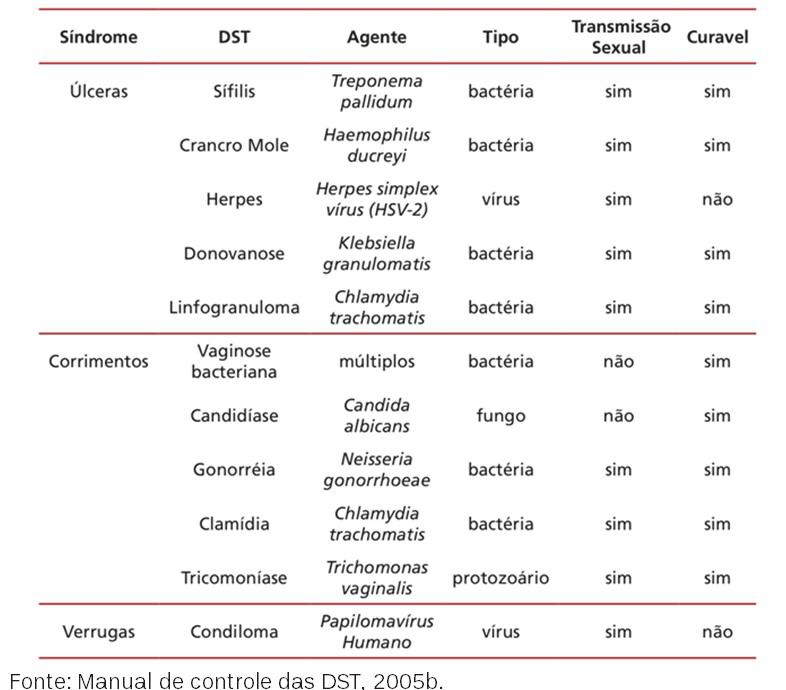 Síndrome DST Agente Tipo Transmissão Sexual Curavel
Úlceras Sífilis Treponema pallidum bactéria sim sim
Crancro Mole Haemophilus ducreyi bactéria sim sim
Herpes Herpes simplex vírus (HSV-2) vírus sim não
Donovanose Klebsiella granulomatis bactéria sim sim
Linfogranuloma Chlamydia trachomatis bactéria sim sim
Corrimentos Vaginose bacteriana múltiplos bactéria não sim
Candidíase Candida albicans fungo não sim
Gonorréia Neisseria gonorrhoeae bactéria sim sim
Clamídia Chlamydia trachomatis bactéria sim sim
Tricomoníase Trichomonas vaginalis protozoário sim sim
Verrugas Condiloma Papilomavírus Humano vírus sim não
Fonte: Manual de controle das DST, 2005b.